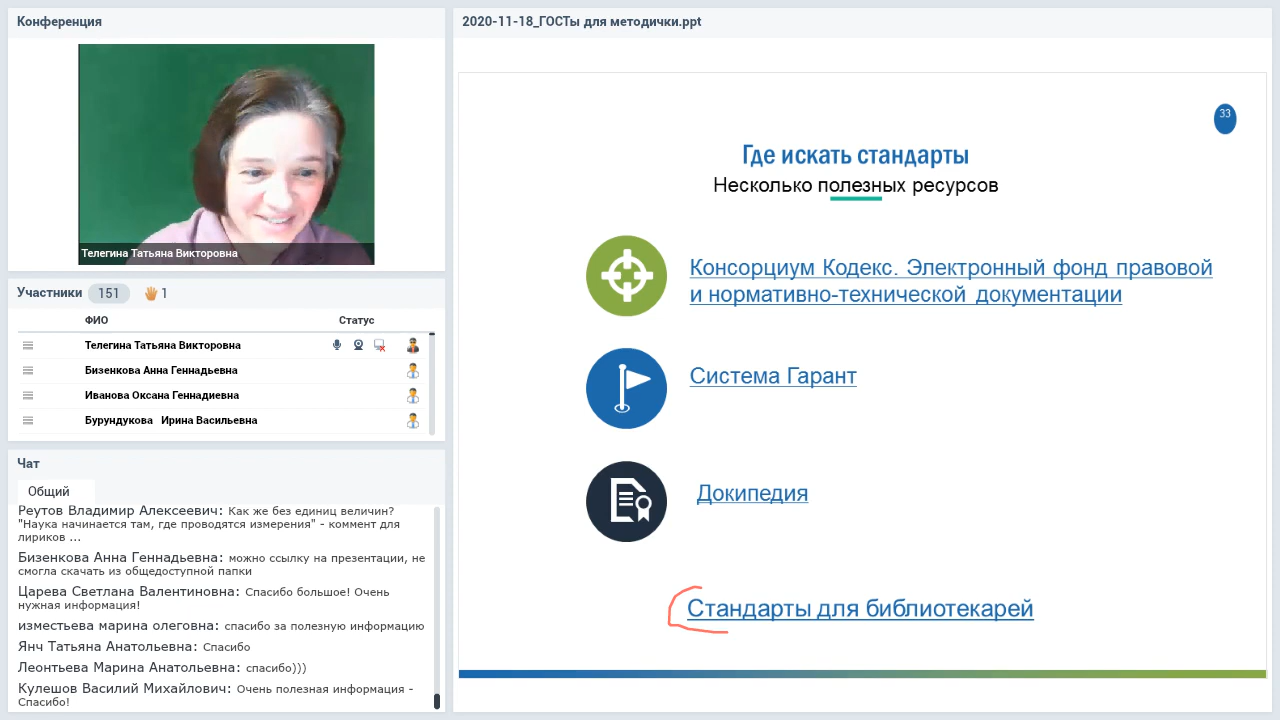 Конференция
Телегина Татьяна Викторовна
Участники 151 1
ФИО Статус
Телегина Татьяна Викторовна
Бизенкова Анна Геннадьевна
Иванова Оксана Геннадиевна
Бурундукова Ирина Васильевна
Чат
Общий
Реутов Владимир Алексеевич: Как же без единиц величин?
"Наука начинается там, где проводятся измерения" - коммент для
лириков ...
Бизенкова Анна Геннадьевна: можно ссылку на презентации, не
смогла скачать из общедоступной папки
Царева Светлана Валентиновна: Спасибо большое! Очень
нужная информация!
изместьева марина олеговна: спасибо за полезную информацию
Янч Татьяна Анатольевна: Спасибо
Леонтьева Марина Анатольевна: спасибо)))
Кулешов Василий Михайлович: Очень полезная информация -
Спасибо!
2020-11-18_ГОСТы для методички.ppt
33
Где искать стандарты
Несколько полезных ресурсов
Консорциум Кодекс. Электронный фонд правовой
и нормативно-технической документации
Система Гарант
Докипедия
Стандарты для библиотекарей